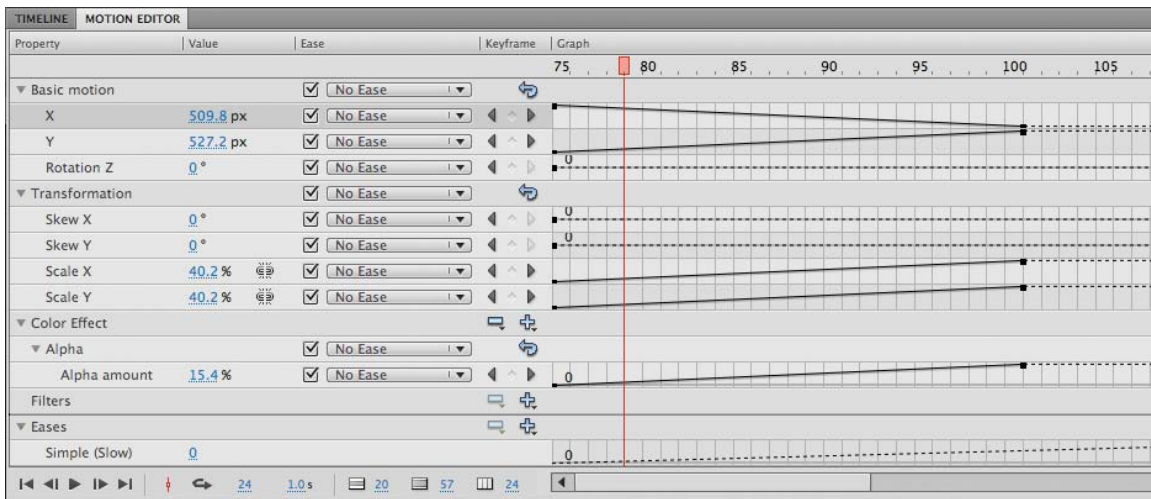 TIMELINE MOTION EDITOR
Property Value Ease Keyframe Graph
75 80 85 90 95 100 105
Basic motion No Ease
X 509.8 px No Ease
Y 527.2 px No Ease
Rotation Z 0 ° No Ease 0
Transformation No Ease
Skew X 0 ° No Ease 0
Skew Y 0 ° No Ease 0
Scale X 40.2 % No Ease
Scale Y 40.2 % No Ease
Color Effect
Alpha No Ease
Alpha amount 15.4 % No Ease 0
Filters
Eases
Simple (Slow) 0 0
24 1.0 s 20 57 24